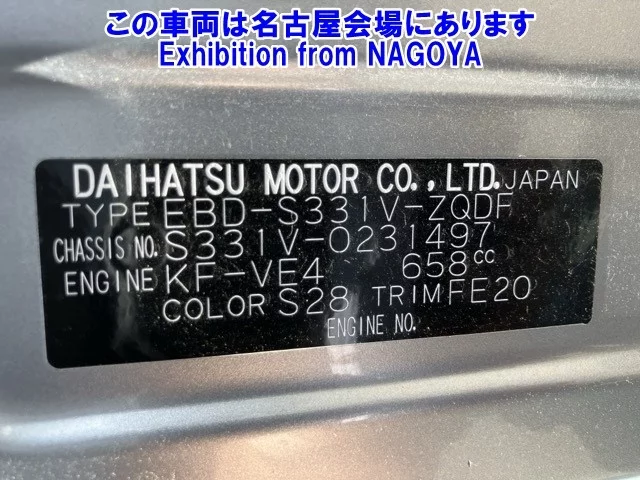 この車両は名古屋会場にあります
Exhibition from NAGOYA
DAIHATSU MOTOR CO.,LTD. JAPAN
TYPE EBD-S331V-ZQDF
CHASSIS NO. S331V-0231497
ENGINE KF-VE4 658cc
COLOR S28 TRIM FE20
ENGINE NO.